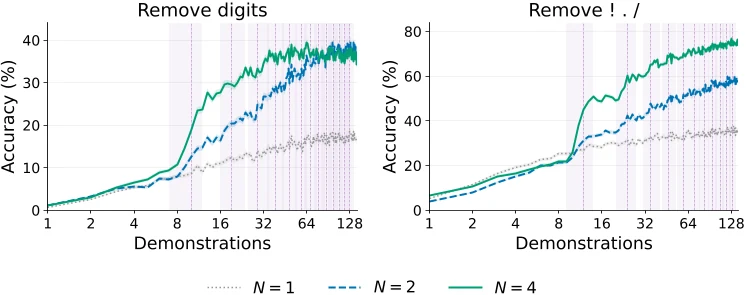 Remove digits
Remove ! . /
Accuracy (%)
40
30
20
10
0
1 2 4 8 16 32 64 128
Demonstrations
Accuracy (%)
80
60
40
20
0
1 2 4 8 16 32 64 128
Demonstrations
N = 1 N = 2 N = 4